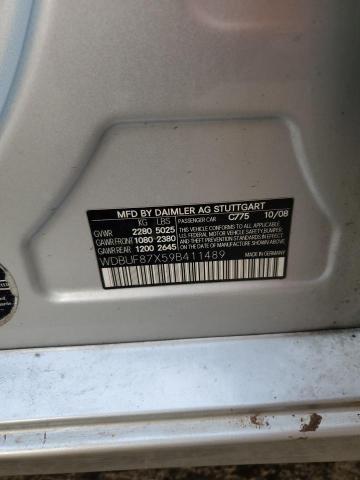 MFD BY DAIMLER AG STUTTGART
KG LBS PASSENGER CAR C775 10/08
GVWR 2280 5025 THIS VEHICLE CONFORMS TO ALL APPLICABLE
GAWR FRONT 1080 2380 U.S. FEDERAL MOTOR VEHICLE SAFETY, BUMPER
GAWR REAR 1200 2645 AND THEFT PREVENTION STANDARDS IN EFFECT
ON THE DATE OF MANUFACTURE SHOWN ABOVE.
WDBUF87X59B411489
MADE IN GERMANY